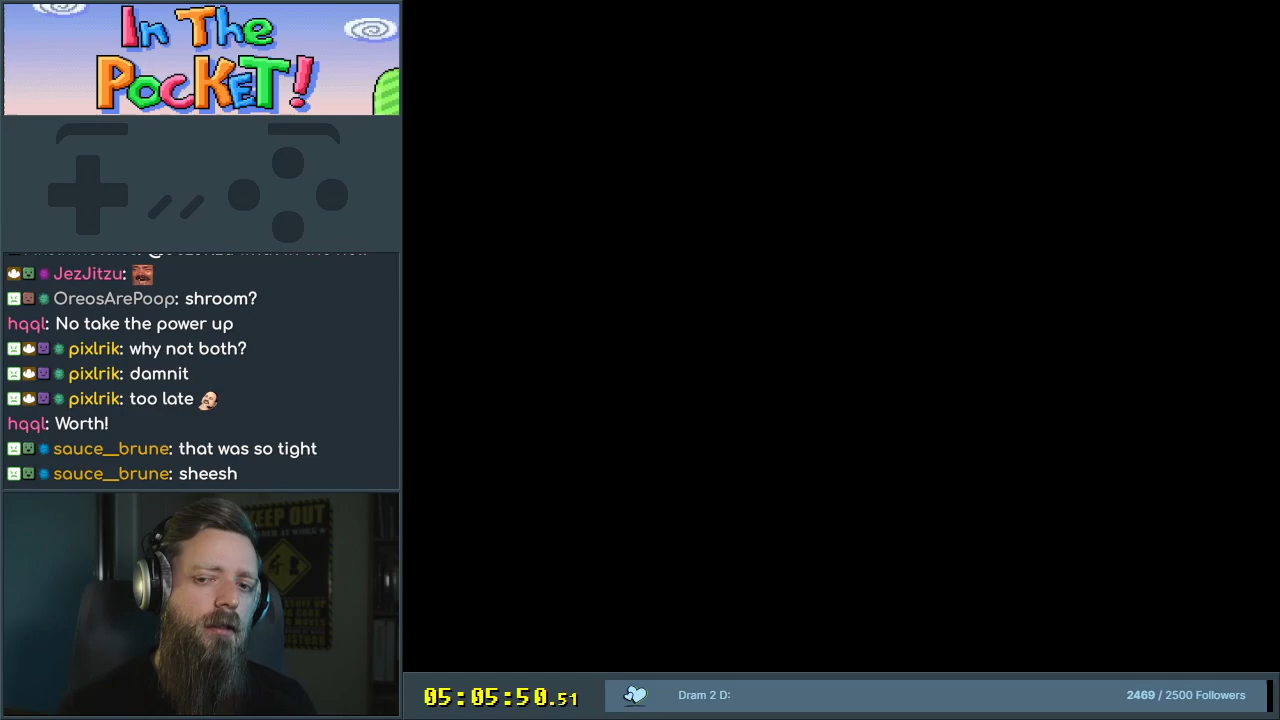 In The
Pocket!
JezJitzu:
OreosArePoop: shroom?
hqql: No take the power up
pixlrik: why not both?
pixlrik: damnit
pixlrik: too late
hqql: Worth!
sauce__brune: that was so tight
sauce__brune: sheesh
KEEP OUT
05:05:50.51
Dram 2 D:
2469 / 2500 Followers